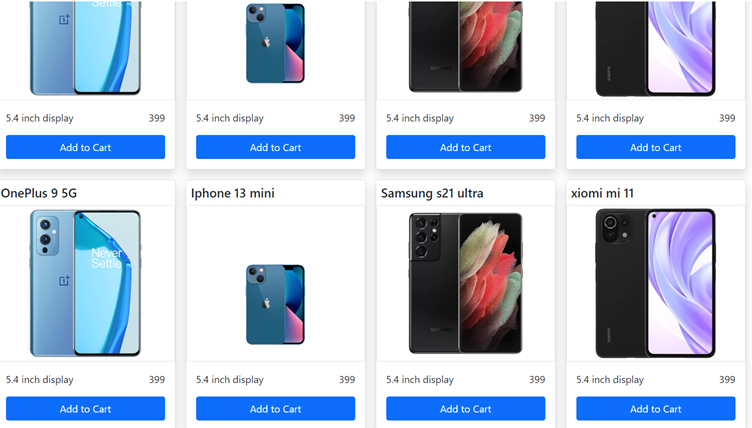 Settle
5.4 inch display 399
5.4 inch display 399
5.4 inch display 399
5.4 inch display 399
Add to Cart
Add to Cart
Add to Cart
Add to Cart
OnePlus 9 5G
Iphone 13 mini
Samsung s21 ultra
xiomi mi 11
Never
Settle
5.4 inch display 399
5.4 inch display 399
5.4 inch display 399
5.4 inch display 399
Add to Cart
Add to Cart
Add to Cart
Add to Cart